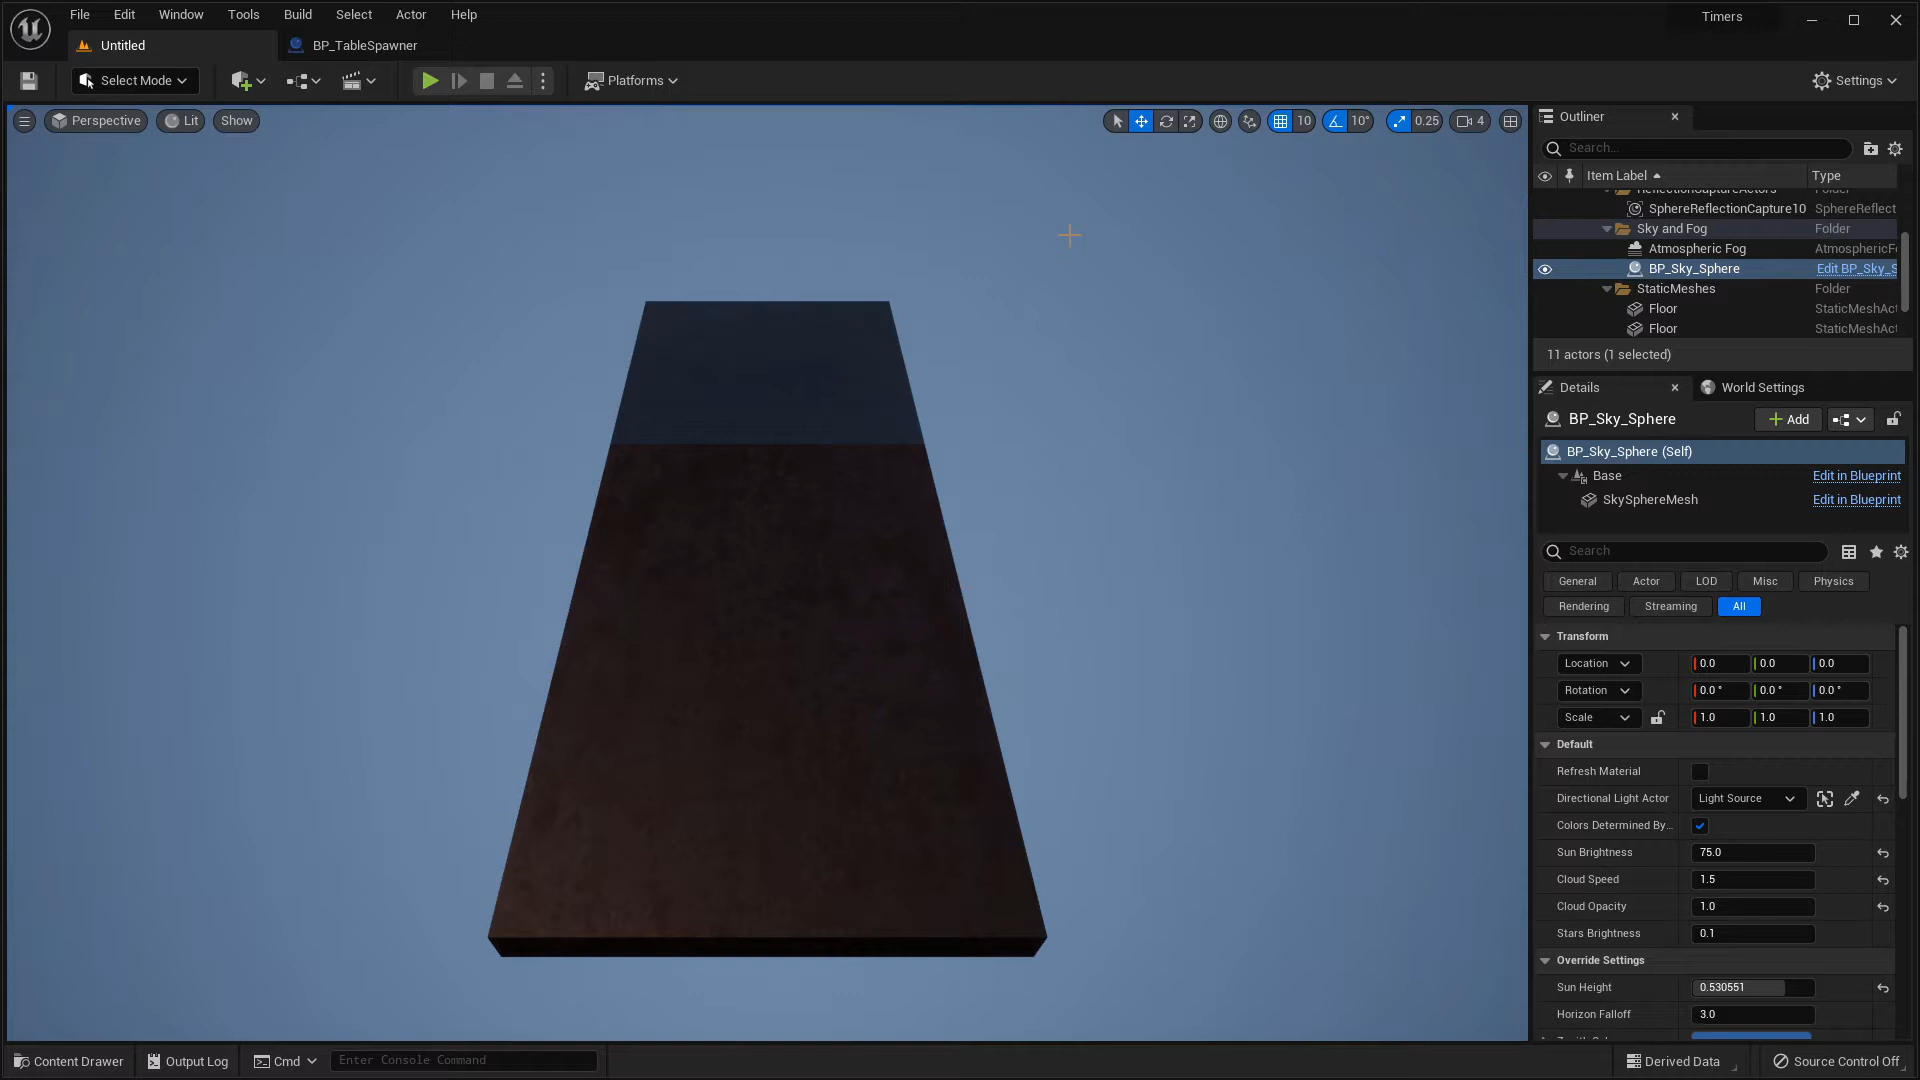 File Edit Window Tools Build Select Actor Help
Timers
Untitled
BP_TableSpawner
Select Mode
Platforms
Settings
Perspective
Lit
Show
10
10°
0.25
4
Outliner
Search...
Item Label
Type
ReflectionCaptureActors Folder
SphereReflectionCapture10 SphereReflect
Sky and Fog Folder
Atmospheric Fog AtmosphericF
BP_Sky_Sphere Edit BP_Sky_S
StaticMeshes Folder
Floor StaticMeshAct
Floor StaticMeshAct
11 actors (1 selected)
Details
World Settings
BP_Sky_Sphere
Add
BP_Sky_Sphere (Self)
Base Edit in Blueprint
SkySphereMesh Edit in Blueprint
Search
General Actor LOD Misc Physics
Rendering Streaming All
Transform
Location 0.0 0.0 0.0
Rotation 0.0 ° 0.0 ° 0.0 °
Scale 1.0 1.0 1.0
Default
Refresh Material
Directional Light Actor Light Source
Colors Determined By...
Sun Brightness 75.0
Cloud Speed 1.5
Cloud Opacity 1.0
Stars Brightness 0.1
Override Settings
Sun Height 0.530551
Horizon Falloff 3.0
Content Drawer
Output Log
Cmd
Enter Console Command
Derived Data
Source Control Off